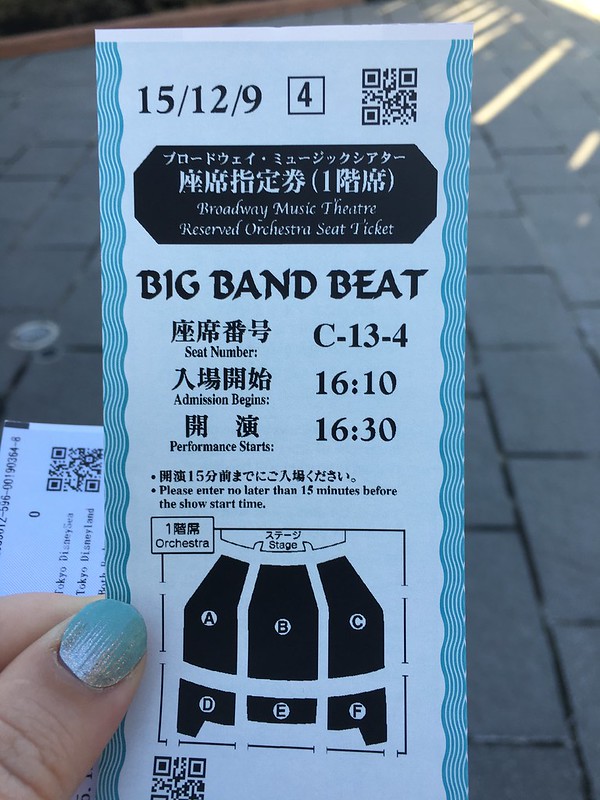 15/12/9 4
ブロードウェイ・ミュージックシアター
座席指定券(1階席)
Broadway Music Theatre
Reserved Orchestra Seat Ticket
BIG BAND BEAT
座席番号 C-13-4
Seat Number:
入場開始 16:10
Admission Begins:
開 演 16:30
Performance Starts:
・開演15分前までにご入場ください。
• Please enter no later than 15 minutes before
the show start time.
1階席
Orchestra
ステージ
Stage
A B C
D E F
0
Tokyo DisneySea
Tokyo Disneyland